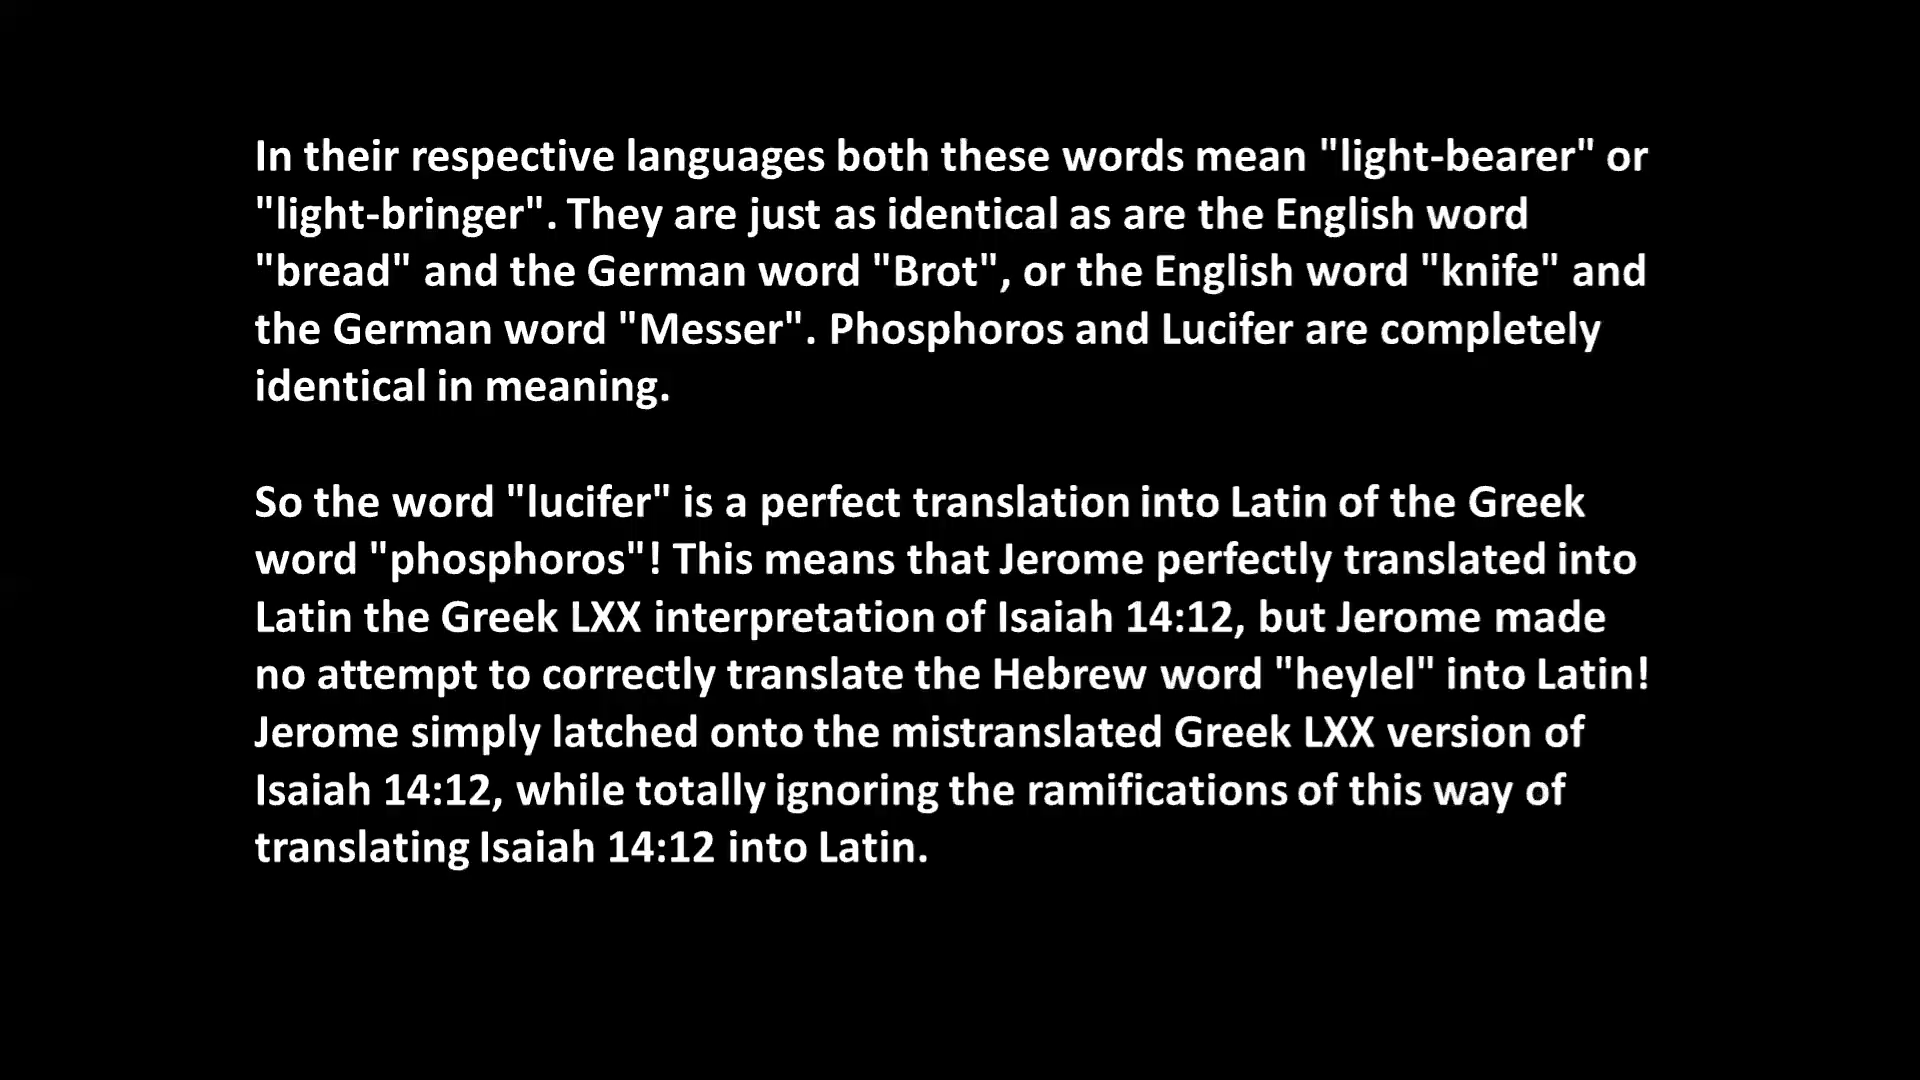 In their respective languages both these words mean "light-bearer" or
"light-bringer". They are just as identical as are the English word
"bread" and the German word "Brot", or the English word "knife" and
the German word "Messer". Phosphoros and Lucifer are completely
identical in meaning.
So the word "lucifer" is a perfect translation into Latin of the Greek
word "phosphoros"! This means that Jerome perfectly translated into
Latin the Greek LXX interpretation of Isaiah 14:12, but Jerome made
no attempt to correctly translate the Hebrew word "heylel" into Latin!
Jerome simply latched onto the mistranslated Greek LXX version of
Isaiah 14:12, while totally ignoring the ramifications of this way of
translating Isaiah 14:12 into Latin.